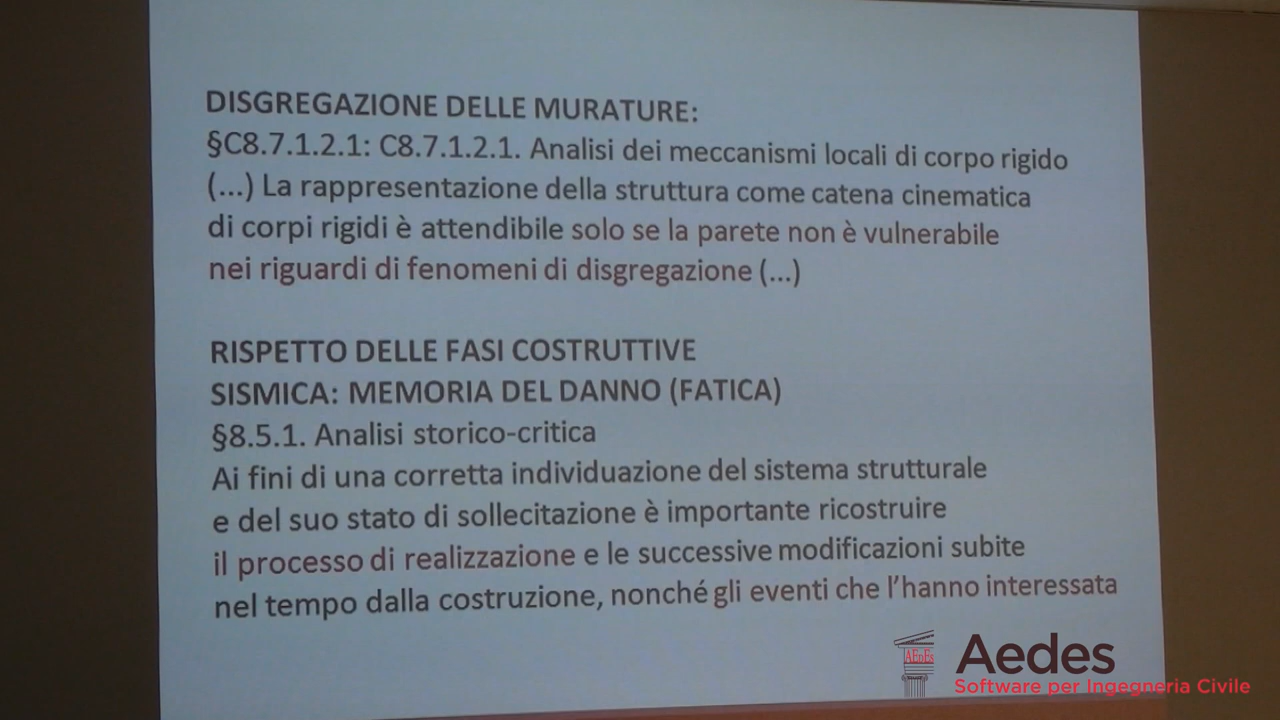 DISGREGAZIONE DELLE MURATURE:
§C8.7.1.2.1: C8.7.1.2.1. Analisi dei meccanismi locali di corpo rigido
(...) La rappresentazione della struttura come catena cinematica
di corpi rigidi è attendibile solo se la parete non è vulnerabile
nei riguardi di fenomeni di disgregazione (...)
RISPETTO DELLE FASI COSTRUTTIVE
SISMICA: MEMORIA DEL DANNO (FATICA)
§8.5.1. Analisi storico-critica
Ai fini di una corretta individuazione del sistema strutturale
e del suo stato di sollecitazione è importante ricostruire
il processo di realizzazione e le successive modificazioni subite
nel tempo dalla costruzione, nonché gli eventi che l'hanno interessata
AEDES
Aedes
Software per Ingegneria Civile